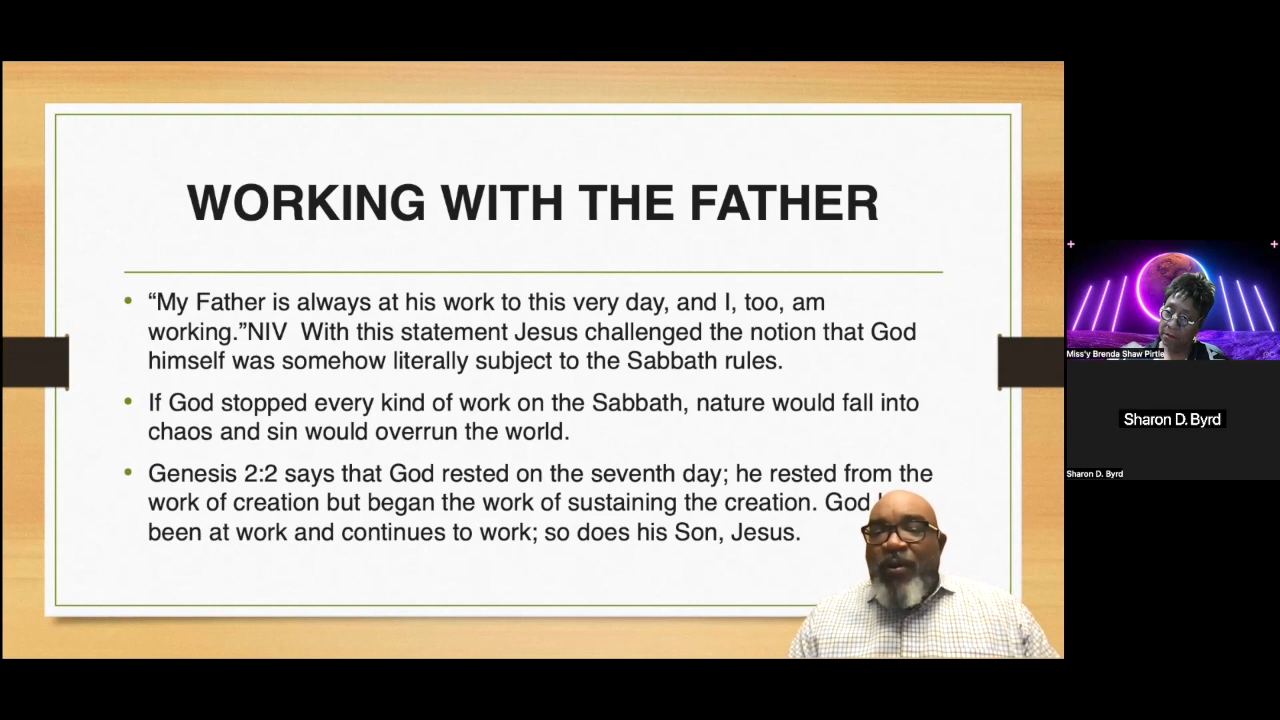 WORKING WITH THE FATHER
• “My Father is always at his work to this very day, and I, too, am
working.”NIV  With this statement Jesus challenged the notion that God
himself was somehow literally subject to the Sabbath rules.
• If God stopped every kind of work on the Sabbath, nature would fall into
chaos and sin would overrun the world.
• Genesis 2:2 says that God rested on the seventh day; he rested from the
work of creation but began the work of sustaining the creation. God
been at work and continues to work; so does his Son, Jesus.
Miss'y Brenda Shaw Pirtle
Sharon D. Byrd
Sharon D. Byrd